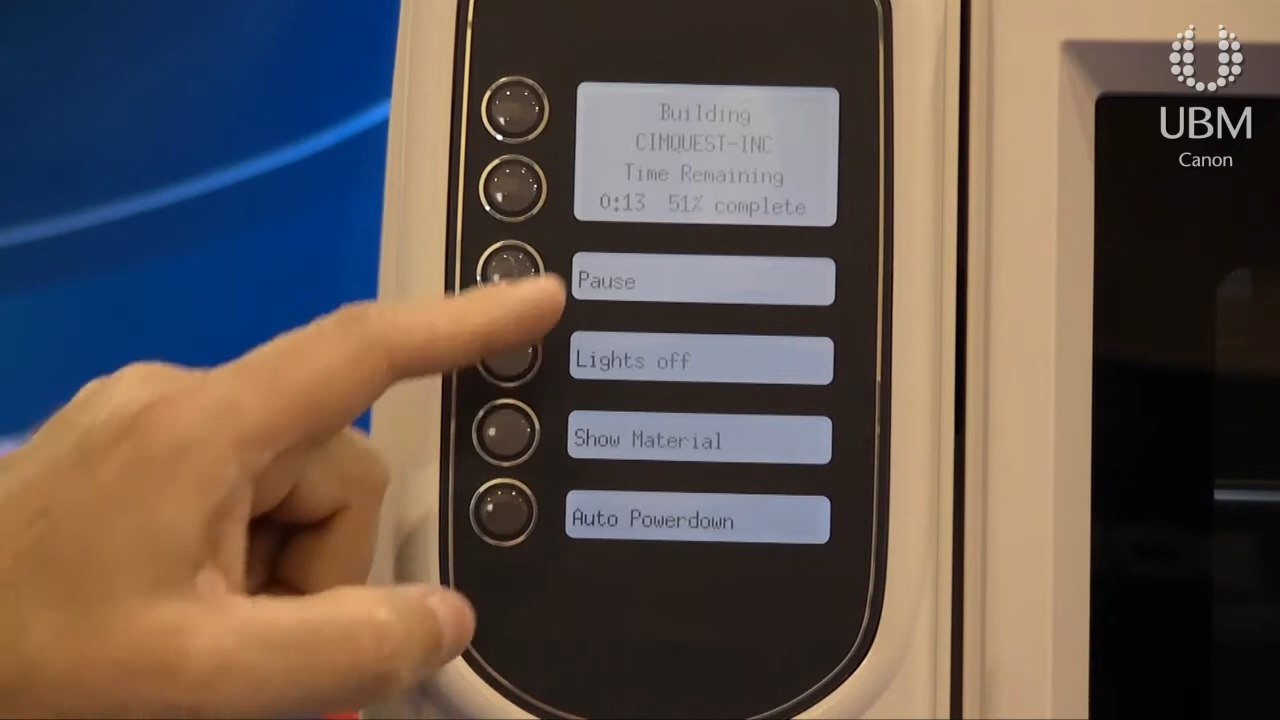 Building
CIMQUEST-INC
Time Remaining
0:13 51% complete
Pause
Lights off
Show Material
Auto Powerdown
UBM
Canon